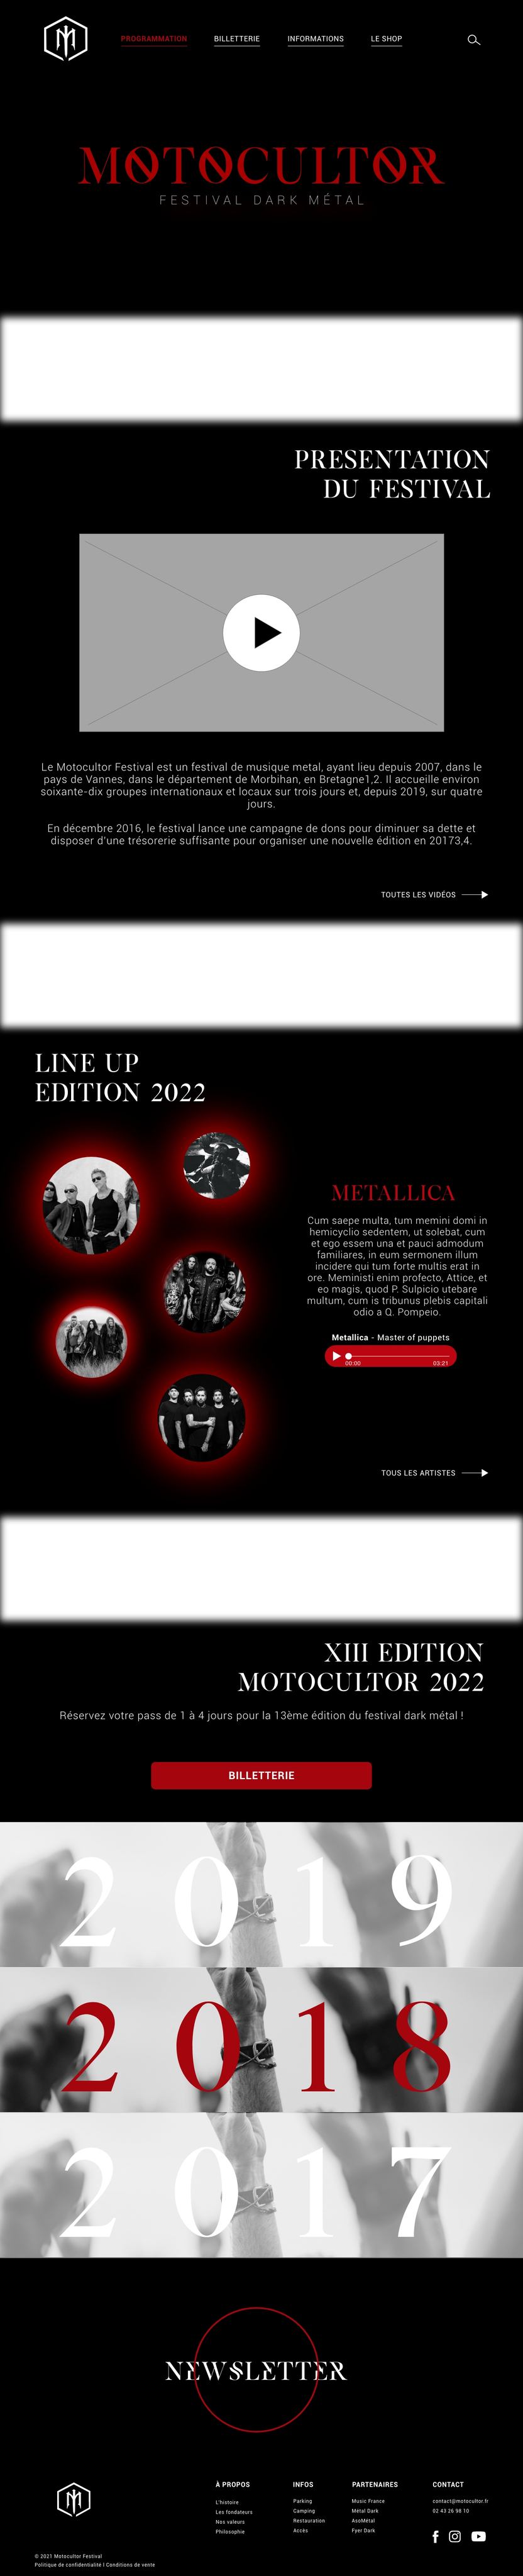 PROGRAMMATION BILLETTERIE INFORMATIONS LE SHOP
MOTOCULTOR
FESTIVAL DARK MÉTAL
PRESENTATION
DU FESTIVAL
Le Motocultor Festival est un festival de musique metal, ayant lieu depuis 2007, dans le
pays de Vannes, dans le département de Morbihan, en Bretagne1,2. Il accueille environ
soixante-dix groupes internationaux et locaux sur trois jours et, depuis 2019, sur quatre
jours.
En décembre 2016, le festival lance une campagne de dons pour diminuer sa dette et
disposer d'une trésorerie suffisante pour organiser une nouvelle édition en 20173,4.
TOUTES LES VIDÉOS
LINE UP
EDITION 2022
METALLICA
Cum saepe multa, tum memini domi in
hemicyclio sedentem, ut solebat, cum
et ego essem una et pauci admodum
familiares, in eum sermonem illum
incidere qui tum forte multis erat in
ore. Meministi enim profecto, Attice, et
eo magis, quod P. Sulpicio utebare
multum, cum is tribunus plebis capitali
odio a Q. Pompeio.
Metallica - Master of puppets
00:00 03:21
TOUS LES ARTISTES
XIII EDITION
MOTOCULTOR 2022
Réservez votre pass de 1 à 4 jours pour la 13ème édition du festival dark métal !
BILLETTERIE
2019
2018
2017
NEWSLETTER
À PROPOS
L'histoire
Les fondateurs
Nos valeurs
Philosophie
INFOS
Parking
Camping
Restauration
Accès
PARTENAIRES
Music France
Métal Dark
AsoMétal
Fyer Dark
CONTACT
contact@motocultor.fr
02 43 26 98 10
© 2021 Motocultor Festival
Politique de confidentialité I Conditions de vente